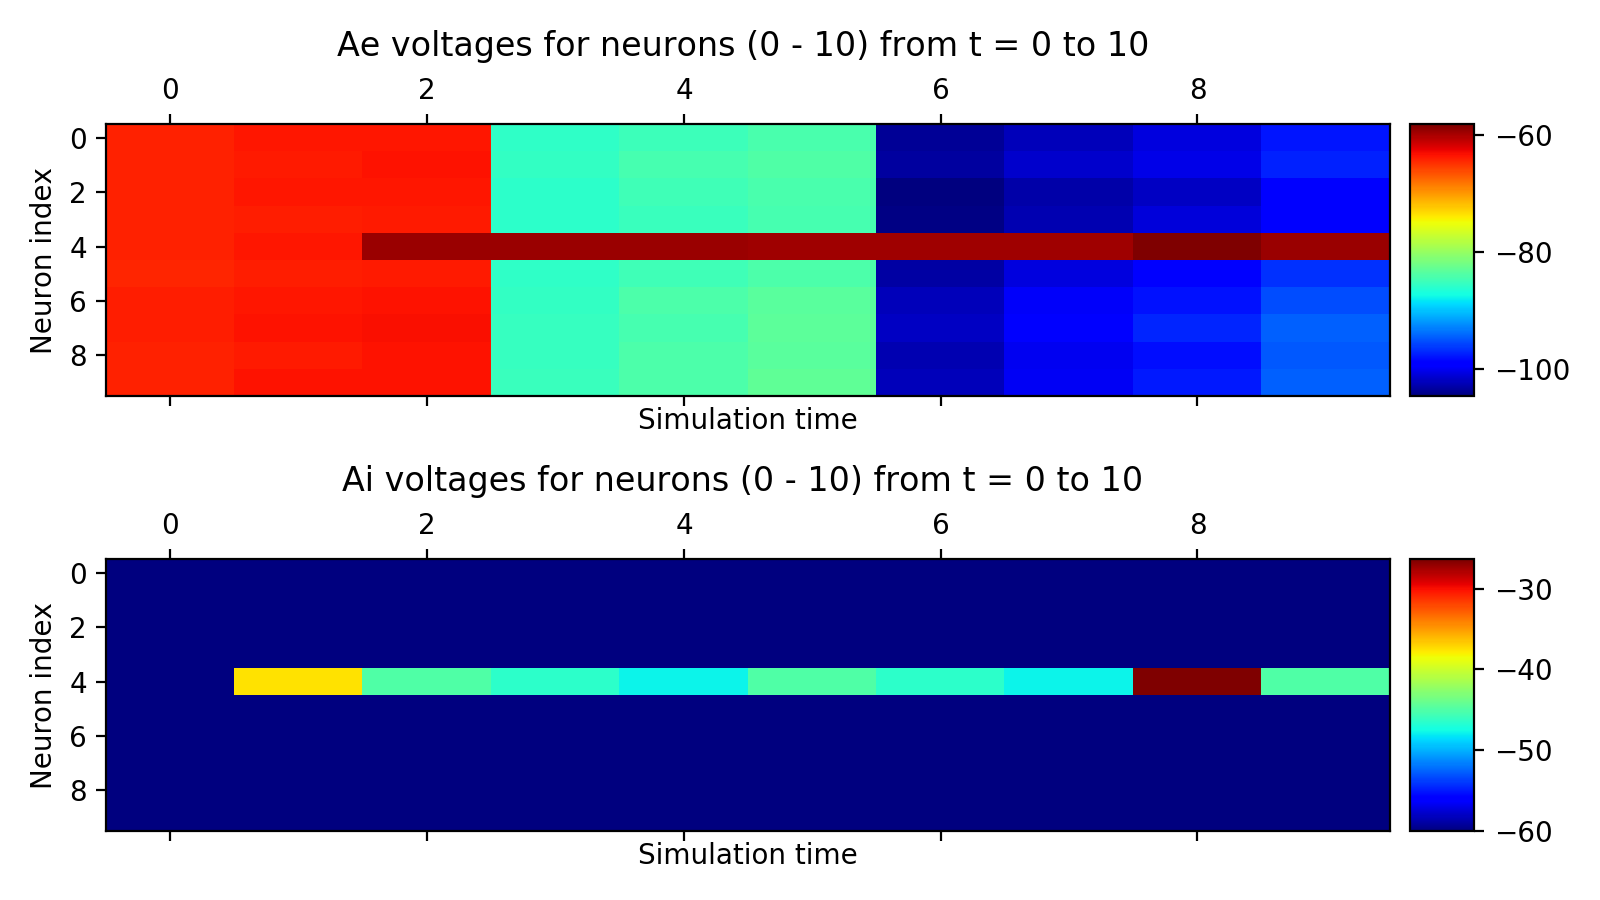 Ae voltages for neurons (0 - 10) from t = 0 to 10
0 2 4 6 8
Neuron index
0
2
4
6
8
−60
−80
−100
Simulation time
Ai voltages for neurons (0 - 10) from t = 0 to 10
0 2 4 6 8
Neuron index
0
2
4
6
8
−30
−40
−50
−60
Simulation time